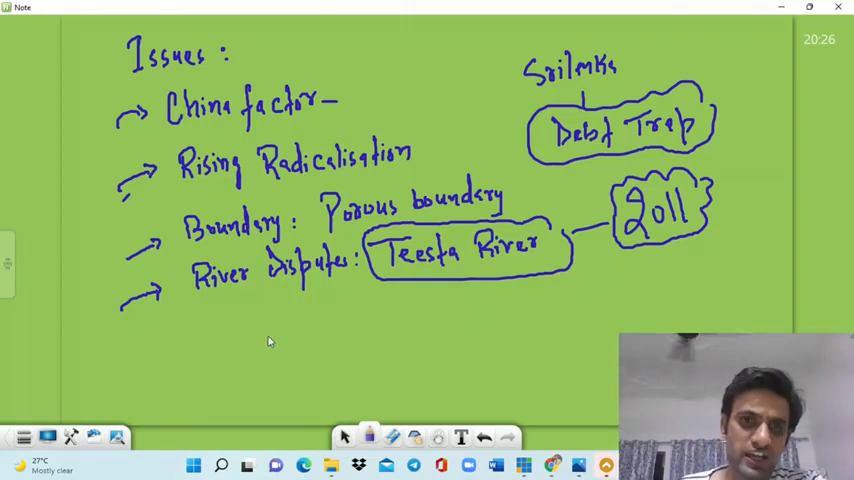 Note
20:26
Issues :
China factor -
Srilanka
Debt Trap
Rising Radicalisation
Boundary : Porous boundary
2011
River Disputes : Teesta River
27°C
Mostly clear